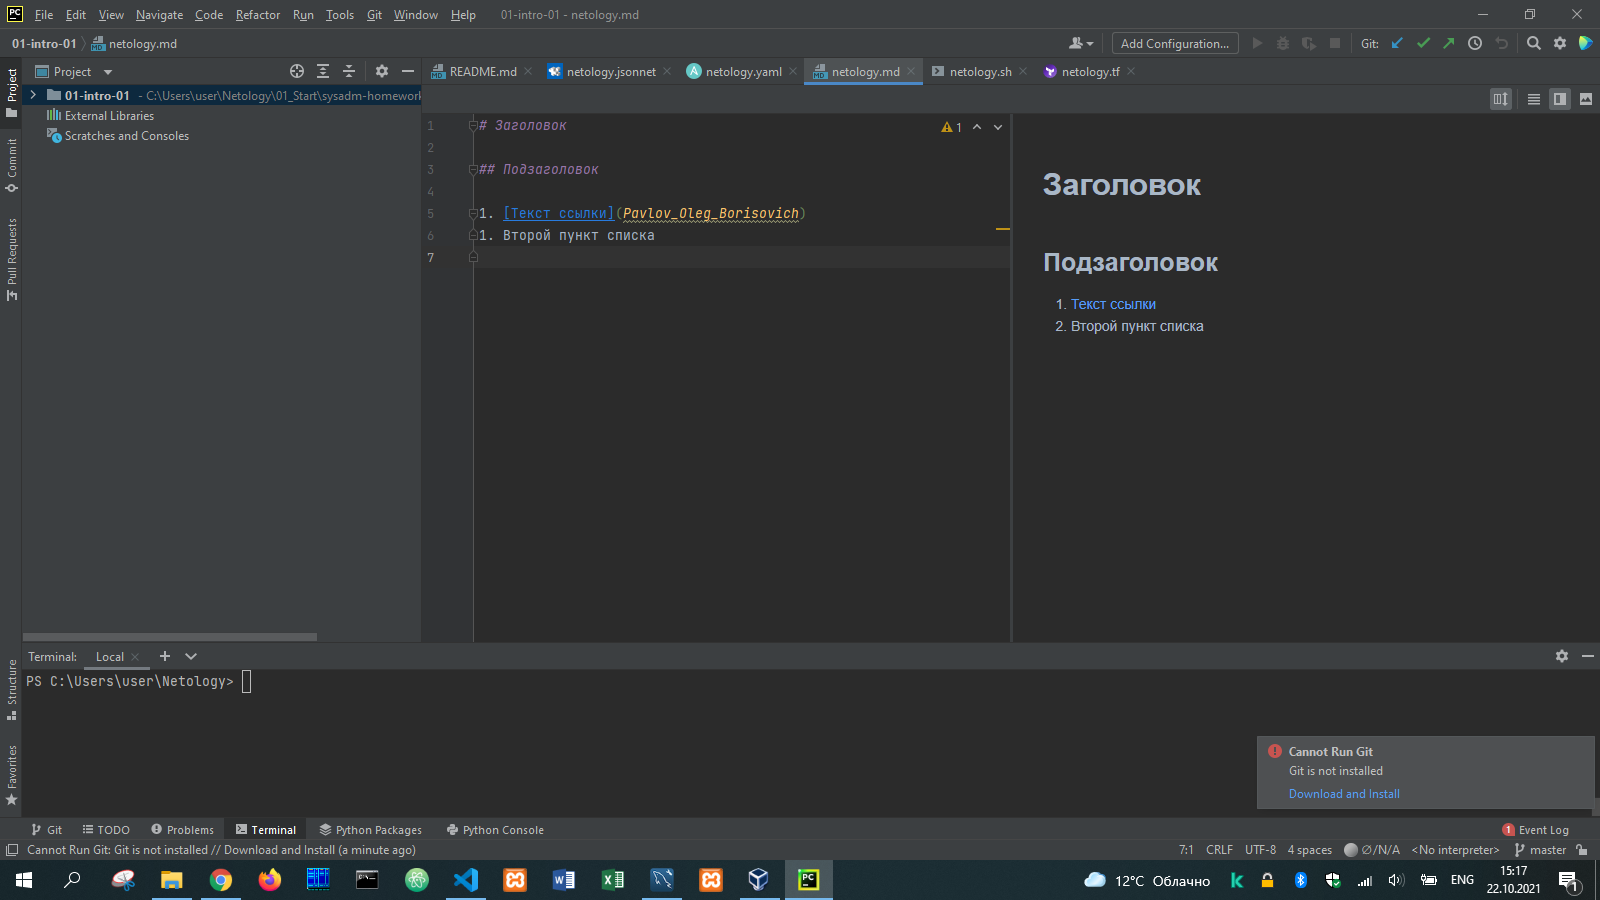 PC File Edit View Navigate Code Refactor Run Tools Git Window Help 01-intro-01 - netology.md
01-intro-01 netology.md Add Configuration... Git:
Project README.md netology.jsonnet netology.yaml netology.md netology.sh netology.tf
01-intro-01 - C:\Users\user\Netology\01_Start\sysadm-homework
External Libraries
Scratches and Consoles
Project
Commit
Pull Requests
Structure
Favorites
1 # Заголовок
2
3 ## Подзаголовок
4
5 1. [Текст ссылки](Pavlov_Oleg_Borisovich)
6 1. Второй пункт списка
7
1
Заголовок
Подзаголовок
1. Текст ссылки
2. Второй пункт списка
Terminal: Local
PS C:\Users\user\Netology>
Cannot Run Git
Git is not installed
Download and Install
Git TODO Problems Terminal Python Packages Python Console 1 Event Log
Cannot Run Git: Git is not installed // Download and Install (a minute ago) 7:1 CRLF UTF-8 4 spaces ∅/N/A <No interpreter> master
12°C Облачно ENG 15:17
22.10.2021
1